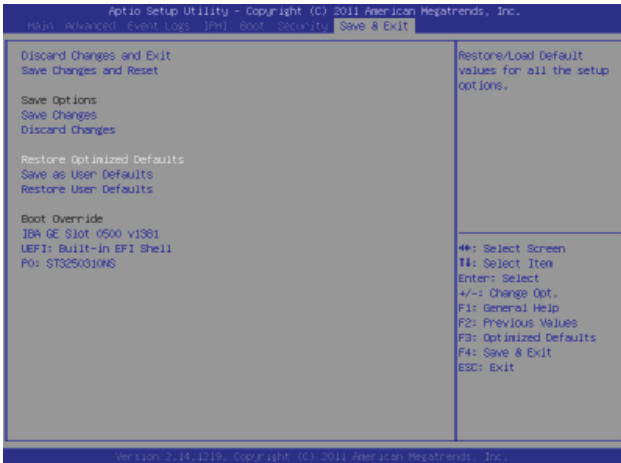 Aptio Setup Utility - Copyright (C) 2011 American Megatrends, Inc.
Main Advanced Event Logs IPMI Boot Security Save & Exit
Discard Changes and Exit
Save Changes and Reset
Save Options
Save Changes
Discard Changes
Restore Optimized Defaults
Save as User Defaults
Restore User Defaults
Boot Override
IBA GE Slot 0500 v1381
UEFI: Built-in EFI Shell
P0: ST3250310NS
Restore/Load Default
values for all the setup
options.
↔: Select Screen
↑↓: Select Item
Enter: Select
+/-: Change Opt.
F1: General Help
F2: Previous Values
F3: Optimized Defaults
F4: Save & Exit
ESC: Exit
Version 2.14.1219. Copyright (C) 2011 American Megatrends, Inc.